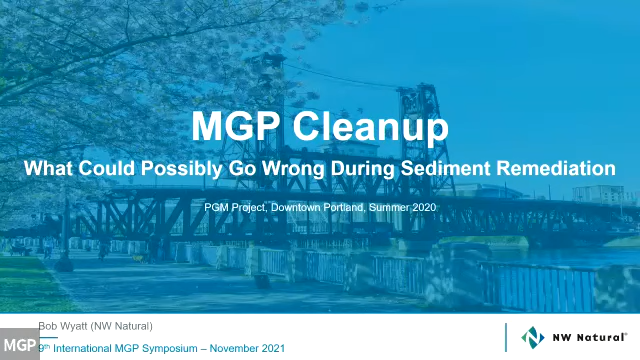 MGP Cleanup
What Could Possibly Go Wrong During Sediment Remediation
PGM Project, Downtown Portland, Summer 2020
Bob Wyatt (NW Natural)
9th International MGP Symposium – November 2021
MGP
NW Natural®